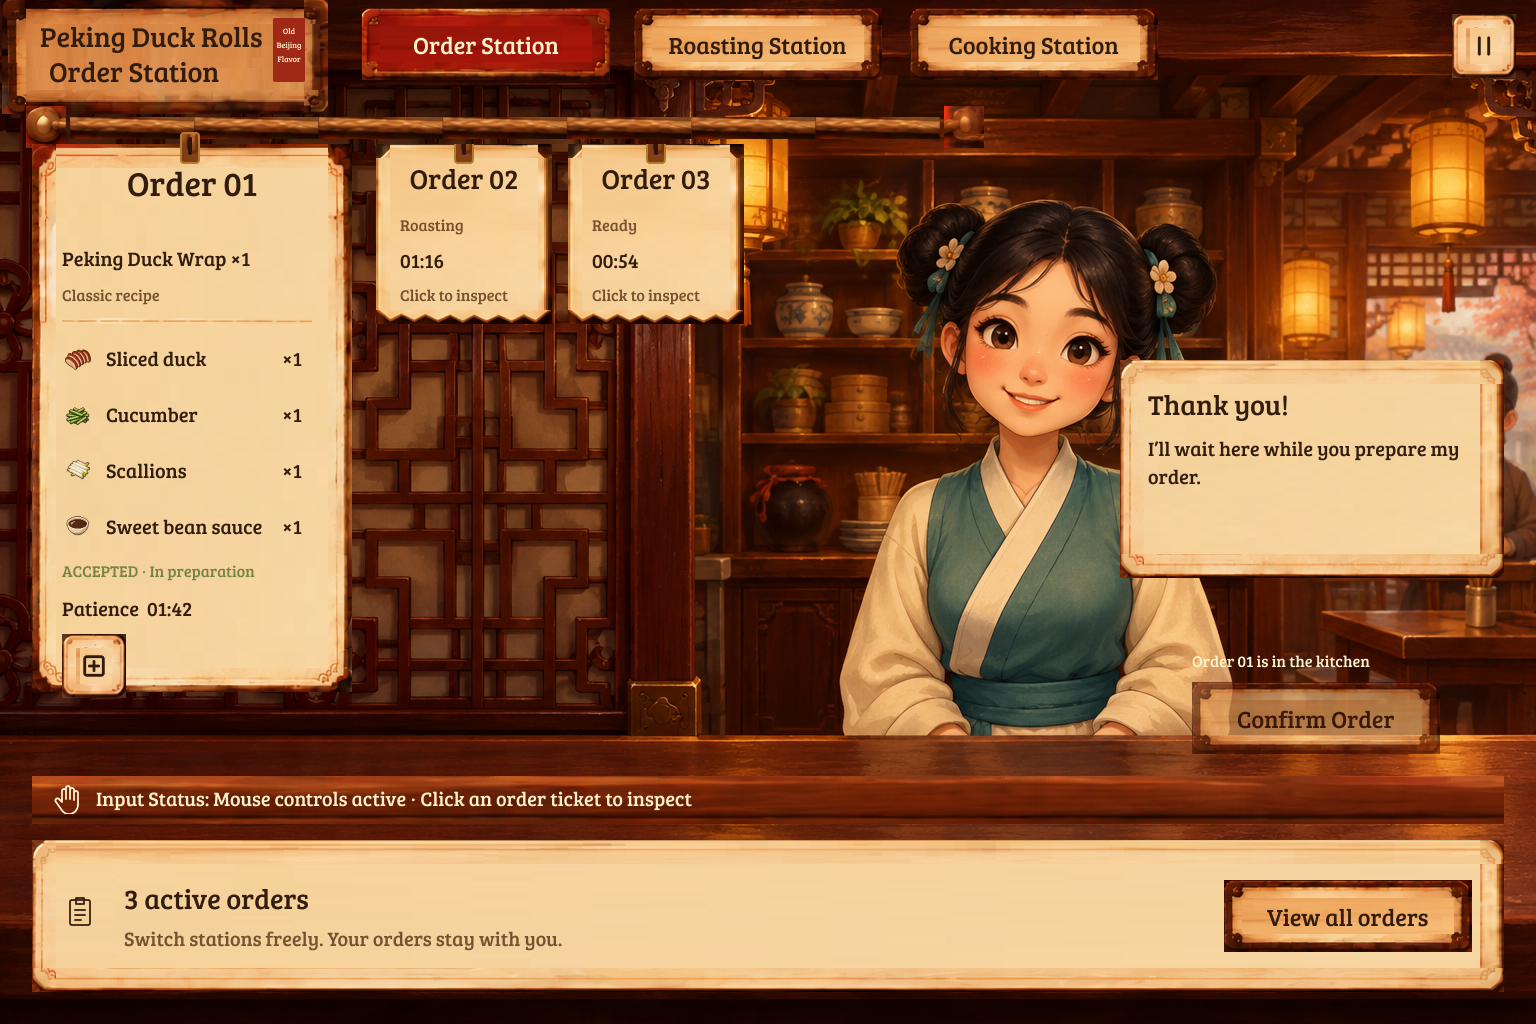 Peking Duck Rolls
Order Station
Old
Beijing
Flavor
Order Station
Roasting Station
Cooking Station
Order 01
Peking Duck Wrap ×1
Classic recipe
Sliced duck ×1
Cucumber ×1
Scallions ×1
Sweet bean sauce ×1
ACCEPTED · In preparation
Patience 01:42
Order 02
Roasting
01:16
Click to inspect
Order 03
Ready
00:54
Click to inspect
Thank you!
I'll wait here while you prepare my
order.
Order 01 is in the kitchen
Confirm Order
Input Status: Mouse controls active · Click an order ticket to inspect
3 active orders
Switch stations freely. Your orders stay with you.
View all orders